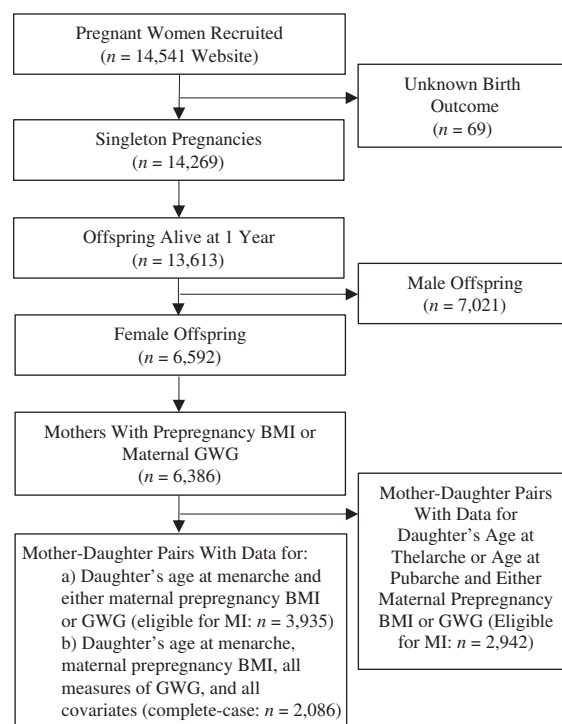 Pregnant Women Recruited
(n = 14,541 Website)
Unknown Birth
Outcome
(n = 69)
Singleton Pregnancies
(n = 14,269)
Offspring Alive at 1 Year
(n = 13,613)
Male Offspring
(n = 7,021)
Female Offspring
(n = 6,592)
Mothers With Prepregnancy BMI or
Maternal GWG
(n = 6,386)
Mother-Daughter Pairs
With Data for
Daughter’s Age at
Thelarche or Age at
Pubarche and Either
Maternal Prepregnancy
BMI or GWG (Eligible
for MI: n = 2,942)
Mother-Daughter Pairs With Data for:
a) Daughter’s age at menarche and
either maternal prepregnancy BMI
or GWG (eligible for MI: n = 3,935)
b) Daughter’s age at menarche,
maternal prepregnancy BMI, all
measures of GWG, and all
covariates (complete-case: n = 2,086)